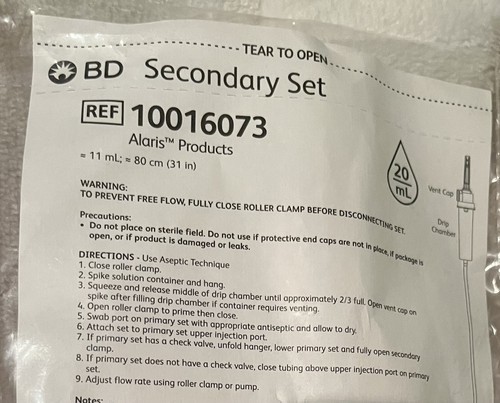 TEAR TO OPEN
BD Secondary Set
REF 10016073
Alaris™ Products
≈ 11 mL; ≈ 80 cm (31 in)
20
mL
Vent Cap
Drip
Chamber
WARNING:
TO PREVENT FREE FLOW, FULLY CLOSE ROLLER CLAMP BEFORE DISCONNECTING SET.
Precautions:
• Do not place on sterile field. Do not use if protective end caps are not in place, if package is
open, or if product is damaged or leaks.
DIRECTIONS - Use Aseptic Technique
1. Close roller clamp.
2. Spike solution container and hang.
3. Squeeze and release middle of drip chamber until approximately 2/3 full. Open vent cap on
spike after filling drip chamber if container requires venting.
4. Open roller clamp to prime then close.
5. Swab port on primary set with appropriate antiseptic and allow to dry.
6. Attach set to primary set upper injection port.
7. If primary set has a check valve, unfold hanger, lower primary set and fully open secondary
clamp.
8. If primary set does not have a check valve, close tubing above upper injection port on primary
set.
9. Adjust flow rate using roller clamp or pump.
Notes: